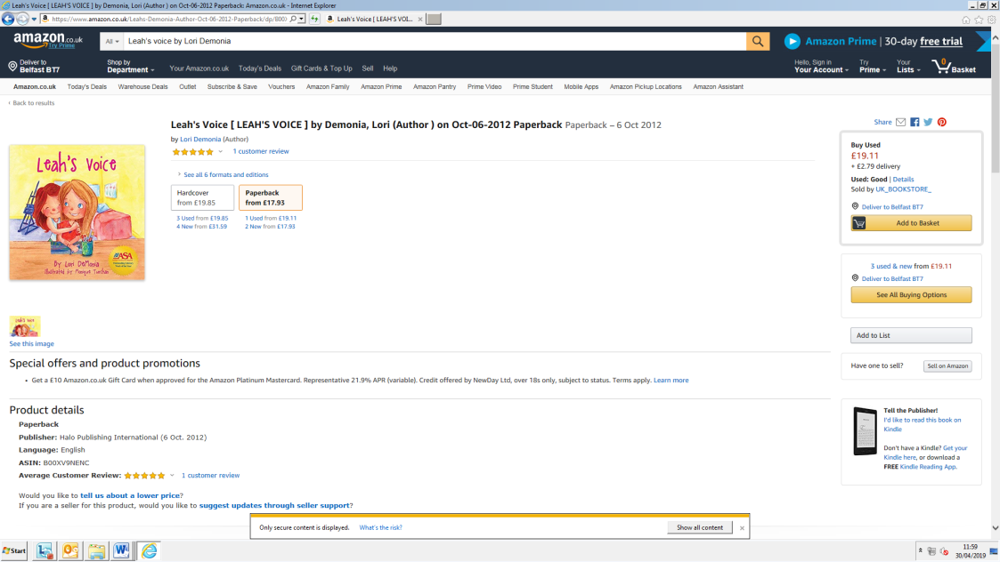 Leah's Voice [ LEAH'S VOICE ] by Demonia, Lori (Author ) on Oct-06-2012 Paperback: Amazon.co.uk - Internet Explorer
https://www.amazon.co.uk/Leahs-Demonia-Author-Oct-06-2012-Paperback/dp/B00X
Leah's Voice [LEAH'S VOL...
amazon.co.uk
Try Prime
All
Leah's voice by Lori Demonia
Amazon Prime | 30-day free trial
Deliver to
Belfast BT7
Shop by
Department
Your Amazon.co.uk Today's Deals Gift Cards & Top Up Sell Help
Hello, Sign in
Your Account
Try
Prime
Your
Lists
0
Basket
Amazon.co.uk Today's Deals Warehouse Deals Outlet Subscribe & Save Vouchers Amazon Family Amazon Prime Amazon Pantry Prime Video Prime Student Mobile Apps Amazon Pickup Locations Amazon Assistant
‹ Back to results
Leah's Voice
By Lori DeMonia
Illustrated by Monique Turchan
ASA
See this image
Leah's Voice [ LEAH'S VOICE ] by Demonia, Lori (Author ) on Oct-06-2012 Paperback Paperback – 6 Oct 2012
by Lori Demonia (Author)
1 customer review
› See all 6 formats and editions
Hardcover
from £19.85
Paperback
from £17.93
3 Used from £19.85
4 New from £31.59
1 Used from £19.11
2 New from £17.93
Share
Buy Used
£19.11
+ £2.79 delivery
Used: Good | Details
Sold by UK_BOOKSTORE_
Deliver to Belfast BT7
Add to Basket
3 used & new from £19.11
Deliver to Belfast BT7
See All Buying Options
Add to List
Have one to sell?
Sell on Amazon
Tell the Publisher!
I'd like to read this book on
Kindle
Don't have a Kindle? Get your
Kindle here, or download a
FREE Kindle Reading App.
Special offers and product promotions
• Get a £10 Amazon.co.uk Gift Card when approved for the Amazon Platinum Mastercard. Representative 21.9% APR (variable). Credit offered by NewDay Ltd, over 18s only, subject to status. Terms apply. Learn more
Product details
Paperback
Publisher: Halo Publishing International (6 Oct. 2012)
Language: English
ASIN: B00XV9NENC
Average Customer Review: 1 customer review
Would you like to tell us about a lower price?
If you are a seller for this product, would you like to suggest updates through seller support?
Only secure content is displayed. What's the risk? Show all content
Start
11:59
30/04/2019